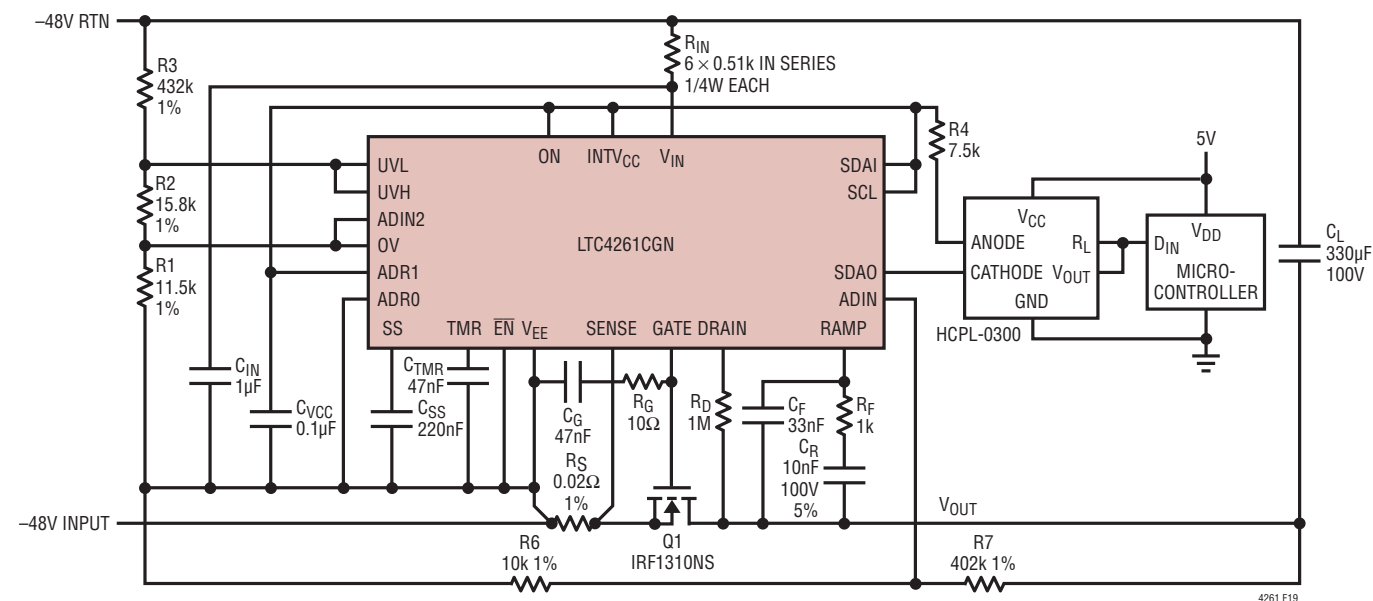 –48V RTN
R3
432k
1%
RIN
6 × 0.51k IN SERIES
1/4W EACH
R4
7.5k
5V
UVL
UVH
ADIN2
OV
ADR1
ADR0
ON
INTVCC
VIN
SDAI
SCL
SDAO
ADIN
LTC4261CGN
SS
TMR
EN
VEE
SENSE
GATE
DRAIN
RAMP
R2
15.8k
1%
R1
11.5k
1%
VCC
ANODE
RL
CATHODE
VOUT
GND
HCPL-0300
VDD
DIN
MICRO-
CONTROLLER
CL
330µF
100V
CIN
1µF
CVCC
0.1µF
CSS
220nF
CTMR
47nF
CG
47nF
RG
10Ω
RS
0.02Ω
1%
RD
1M
CF
33nF
RF
1k
CR
10nF
100V
5%
–48V INPUT
Q1
IRF1310NS
VOUT
R6
10k 1%
R7
402k 1%
4261 F19